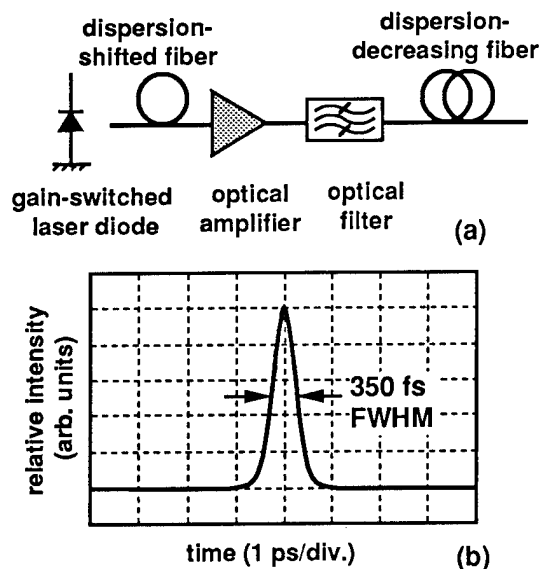 dispersion-
shifted fiber
dispersion-
decreasing fiber
gain-switched
laser diode
optical
amplifier
optical
filter
(a)
relative intensity
(arb. units)
350 fs
FWHM
time (1 ps/div.)
(b)